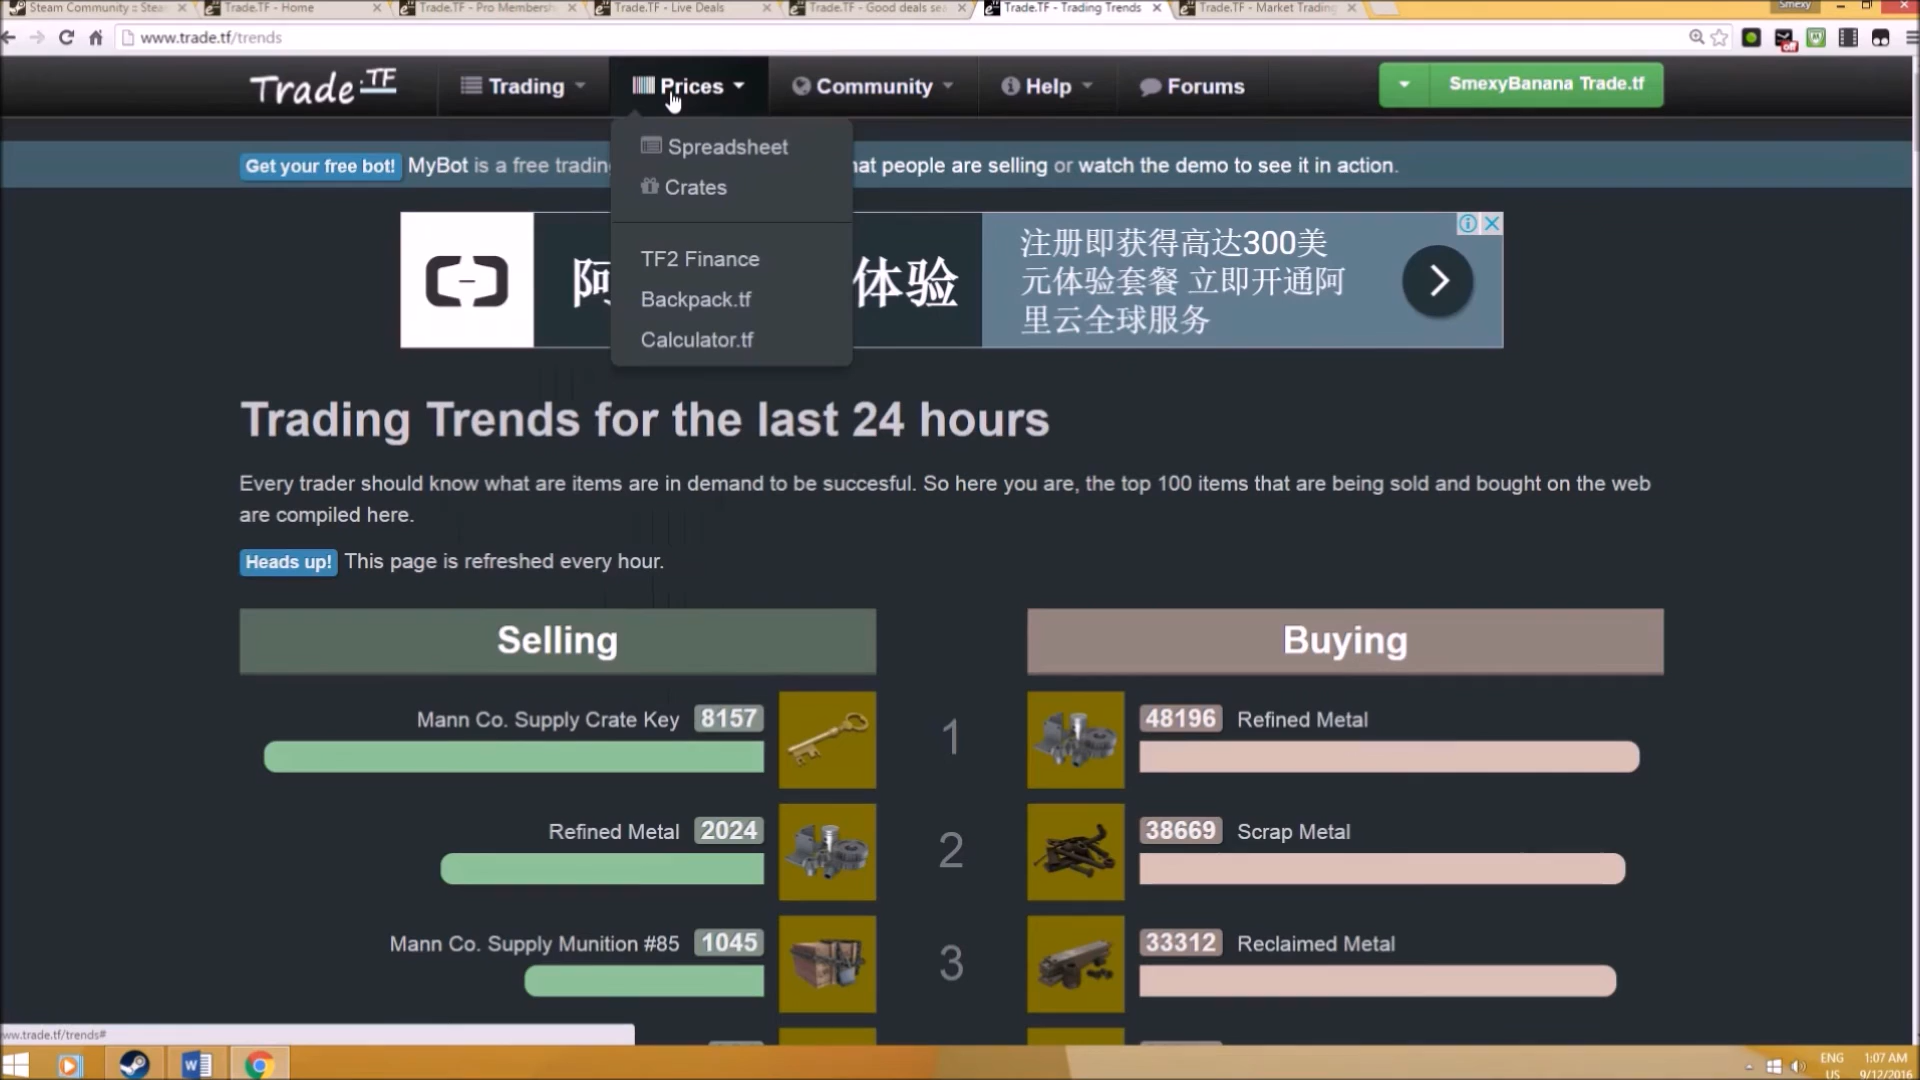 Steam Community :: Stea
Trade.TF - Home
Trade.TF - Pro Membersh
Trade.TF - Live Deals
Trade.TF - Good deals se
Trade.TF - Trading Trends
Trade.TF - Market Trading
Smexy
www.trade.tf/trends
off
Trade.TF
Trading
Prices
Community
Help
Forums
SmexyBanana Trade.tf
Spreadsheet
Crates
TF2 Finance
Backpack.tf
Calculator.tf
Get your free bot! MyBot is a free trading
hat people are selling or watch the demo to see it in action.
阿
体验
注册即获得高达300美
元体验套餐 立即开通阿
里云全球服务
Trading Trends for the last 24 hours
Every trader should know what are items are in demand to be succesful. So here you are, the top 100 items that are being sold and bought on the web
are compiled here.
Heads up! This page is refreshed every hour.
Selling
Buying
Mann Co. Supply Crate Key 8157
1
48196 Refined Metal
Refined Metal 2024
2
38669 Scrap Metal
Mann Co. Supply Munition #85 1045
3
33312 Reclaimed Metal
ww.trade.tf/trends#
ENG
US
1:07 AM
9/12/2016